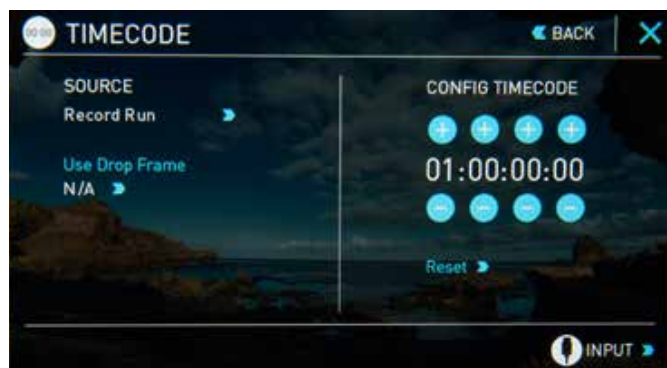 00:00 TIMECODE
BACK
SOURCE
Record Run
Use Drop Frame
N/A
CONFIG TIMECODE
01:00:00:00
Reset
INPUT